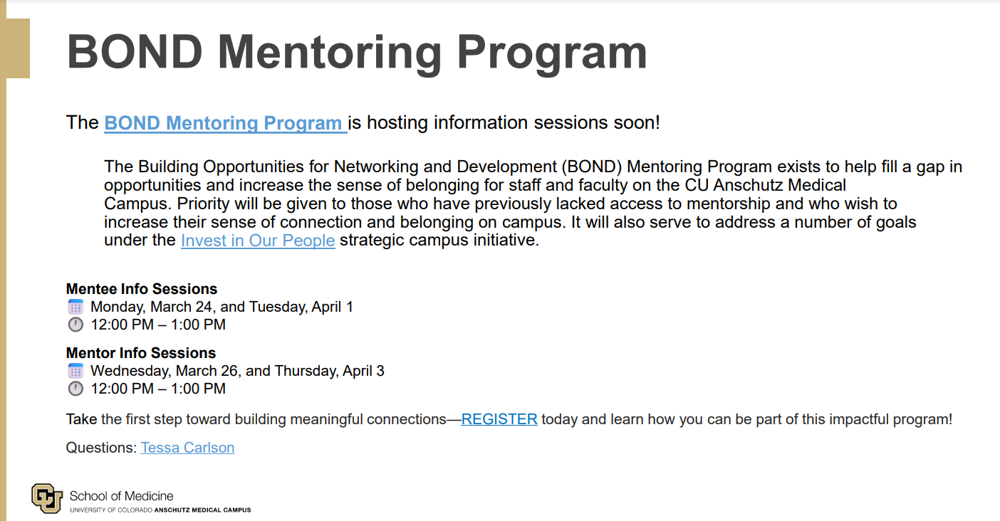 BOND Mentoring Program
The BOND Mentoring Program is hosting information sessions soon!
The Building Opportunities for Networking and Development (BOND) Mentoring Program exists to help fill a gap in
opportunities and increase the sense of belonging for staff and faculty on the CU Anschutz Medical
Campus. Priority will be given to those who have previously lacked access to mentorship and who wish to
increase their sense of connection and belonging on campus. It will also serve to address a number of goals
under the Invest in Our People strategic campus initiative.
Mentee Info Sessions
Monday, March 24, and Tuesday, April 1
12:00 PM – 1:00 PM
Mentor Info Sessions
Wednesday, March 26, and Thursday, April 3
12:00 PM – 1:00 PM
Take the first step toward building meaningful connections—REGISTER today and learn how you can be part of this impactful program!
Questions: Tessa Carlson
CU
School of Medicine
UNIVERSITY OF COLORADO ANSCHUTZ MEDICAL CAMPUS